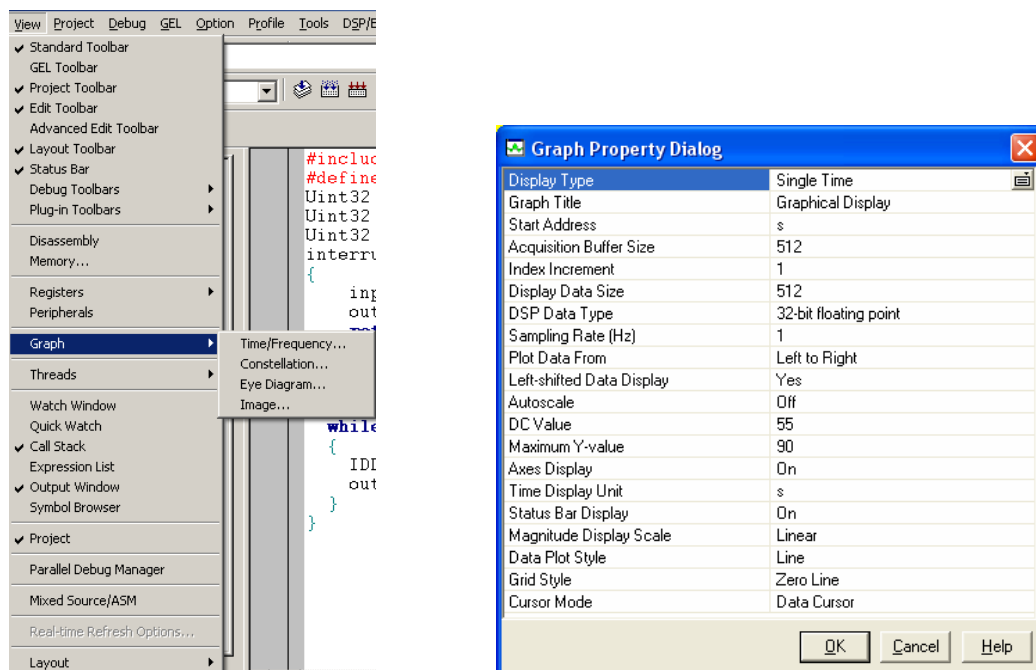 View Project Debug GEL Option Profile Tools DSP/B
Standard Toolbar
GEL Toolbar
Project Toolbar
Edit Toolbar
Advanced Edit Toolbar
Layout Toolbar
Status Bar
Debug Toolbars
Plug-in Toolbars
Disassembly
Memory...
Registers
Peripherals
Graph
Threads
Watch Window
Quick Watch
Call Stack
Expression List
Output Window
Symbol Browser
Project
Parallel Debug Manager
Mixed Source/ASM
Real-time Refresh Options...
Layout
Time/Frequency...
Constellation...
Eye Diagram...
Image...
#includ
#define
Uint32
Uint32
Uint32
interru
{
inp
out
while
{
IDD
out
}
}
Graph Property Dialog
Display Type Single Time
Graph Title Graphical Display
Start Address s
Acquisition Buffer Size 512
Index Increment 1
Display Data Size 512
DSP Data Type 32-bit floating point
Sampling Rate (Hz) 1
Plot Data From Left to Right
Left-shifted Data Display Yes
Autoscale Off
DC Value 55
Maximum Y-value 90
Axes Display On
Time Display Unit s
Status Bar Display On
Magnitude Display Scale Linear
Data Plot Style Line
Grid Style Zero Line
Cursor Mode Data Cursor
OK Cancel Help